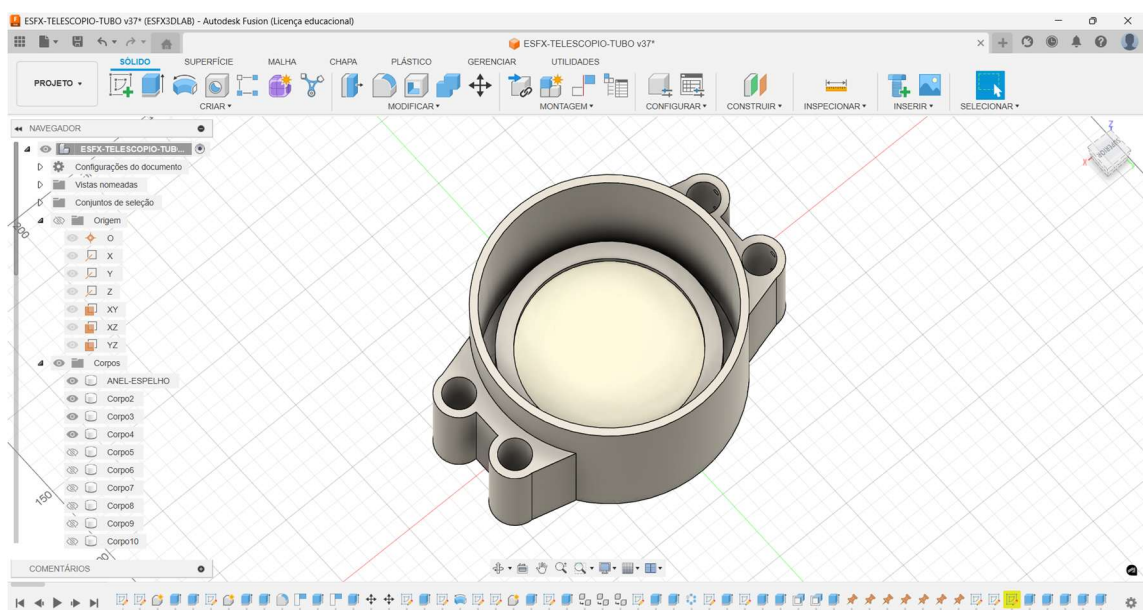 ESFX-TELESCOPIO-TUBO v37* (ESFX3DLAB) - Autodesk Fusion (Licença educacional)
ESFX-TELESCOPIO-TUBO v37*
PROJETO
SÓLIDO SUPERFÍCIE MALHA CHAPA PLÁSTICO GERENCIAR UTILIDADES
CRIAR MODIFICAR MONTAGEM CONFIGURAR CONSTRUIR INSPECIONAR INSERIR SELECIONAR
NAVEGADOR
ESFX-TELESCOPIO-TUB...
Configurações do documento
Vistas nomeadas
Conjuntos de seleção
Origem
O
X
Y
Z
XY
XZ
YZ
Corpos
ANEL-ESPELHO
Corpo2
Corpo3
Corpo4
Corpo5
Corpo6
Corpo7
Corpo8
Corpo9
Corpo10
200
150
Z
X
COMENTÁRIOS